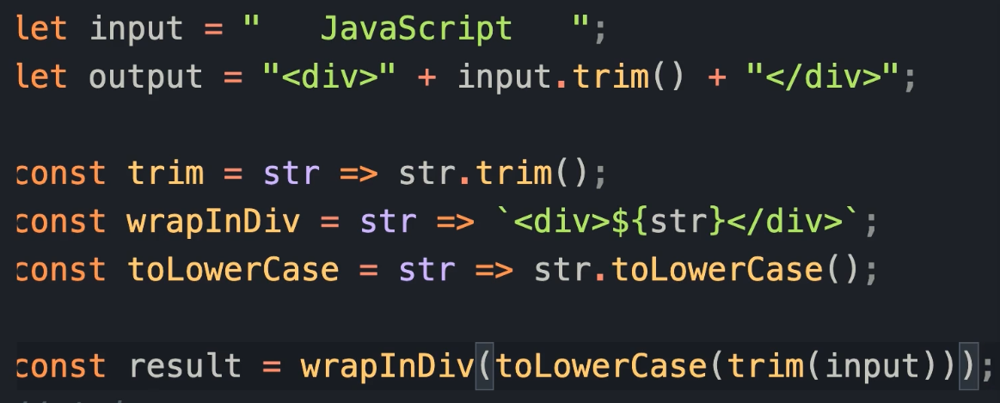 let input = "   JavaScript   ";
let output = "<div>" + input.trim() + "</div>";
const trim = str => str.trim();
const wrapInDiv = str => `<div>${str}</div>`;
const toLowerCase = str => str.toLowerCase();
const result = wrapInDiv(toLowerCase(trim(input)));